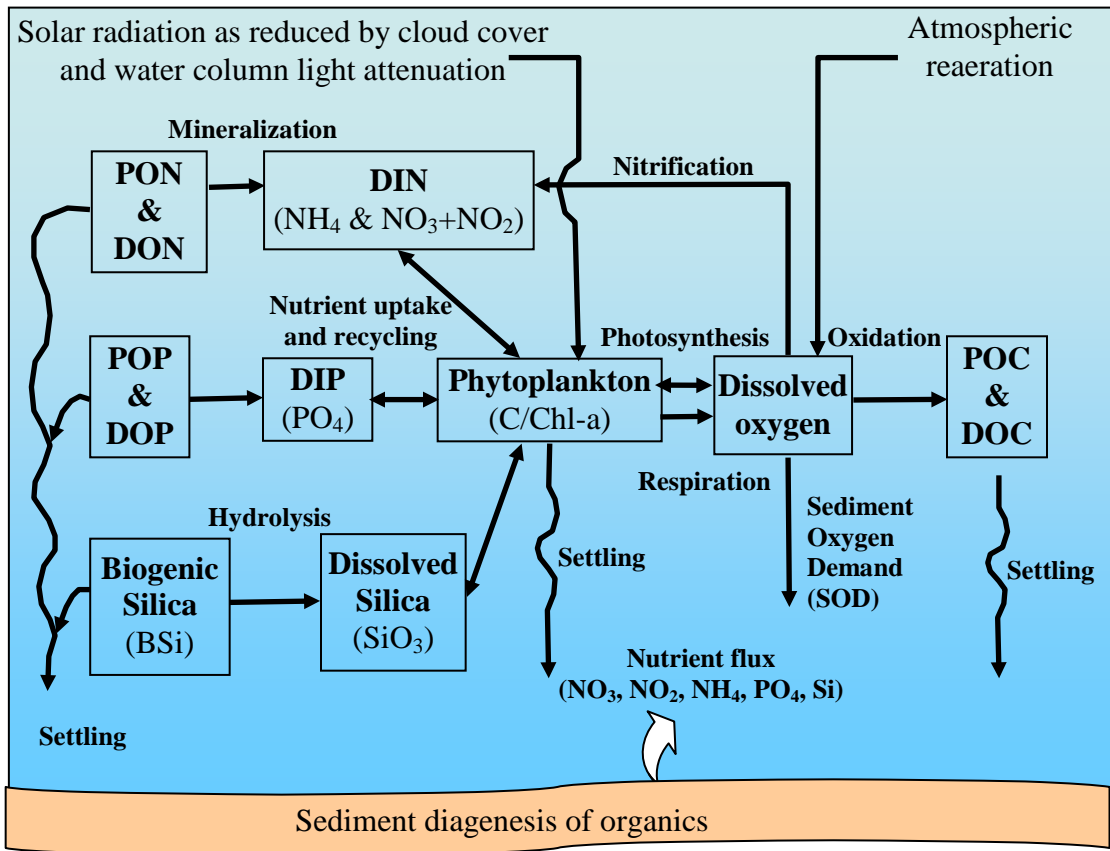 Solar radiation as reduced by cloud cover
and water column light attenuation
Atmospheric
reaeration
Mineralization
PON
&
DON
DIN
(NH₄ & NO₃+NO₂)
Nitrification
Nutrient uptake
and recycling
Photosynthesis
Oxidation
POP
&
DOP
DIP
(PO₄)
Phytoplankton
(C/Chl-a)
Dissolved
oxygen
POC
&
DOC
Respiration
Hydrolysis
Biogenic
Silica
(BSi)
Dissolved
Silica
(SiO₃)
Settling
Sediment
Oxygen
Demand
(SOD)
Settling
Nutrient flux
(NO₃, NO₂, NH₄, PO₄, Si)
Settling
Sediment diagenesis of organics